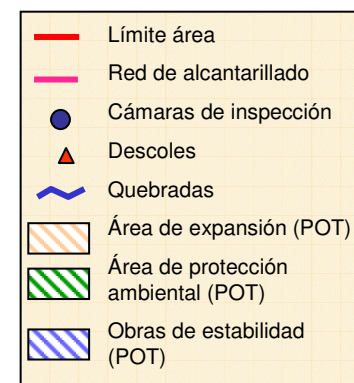 Límite área
Red de alcantarillado
Cámaras de inspección
Descoles
Quebradas
Área de expansión (POT)
Área de protección
ambiental (POT)
Obras de estabilidad
(POT)